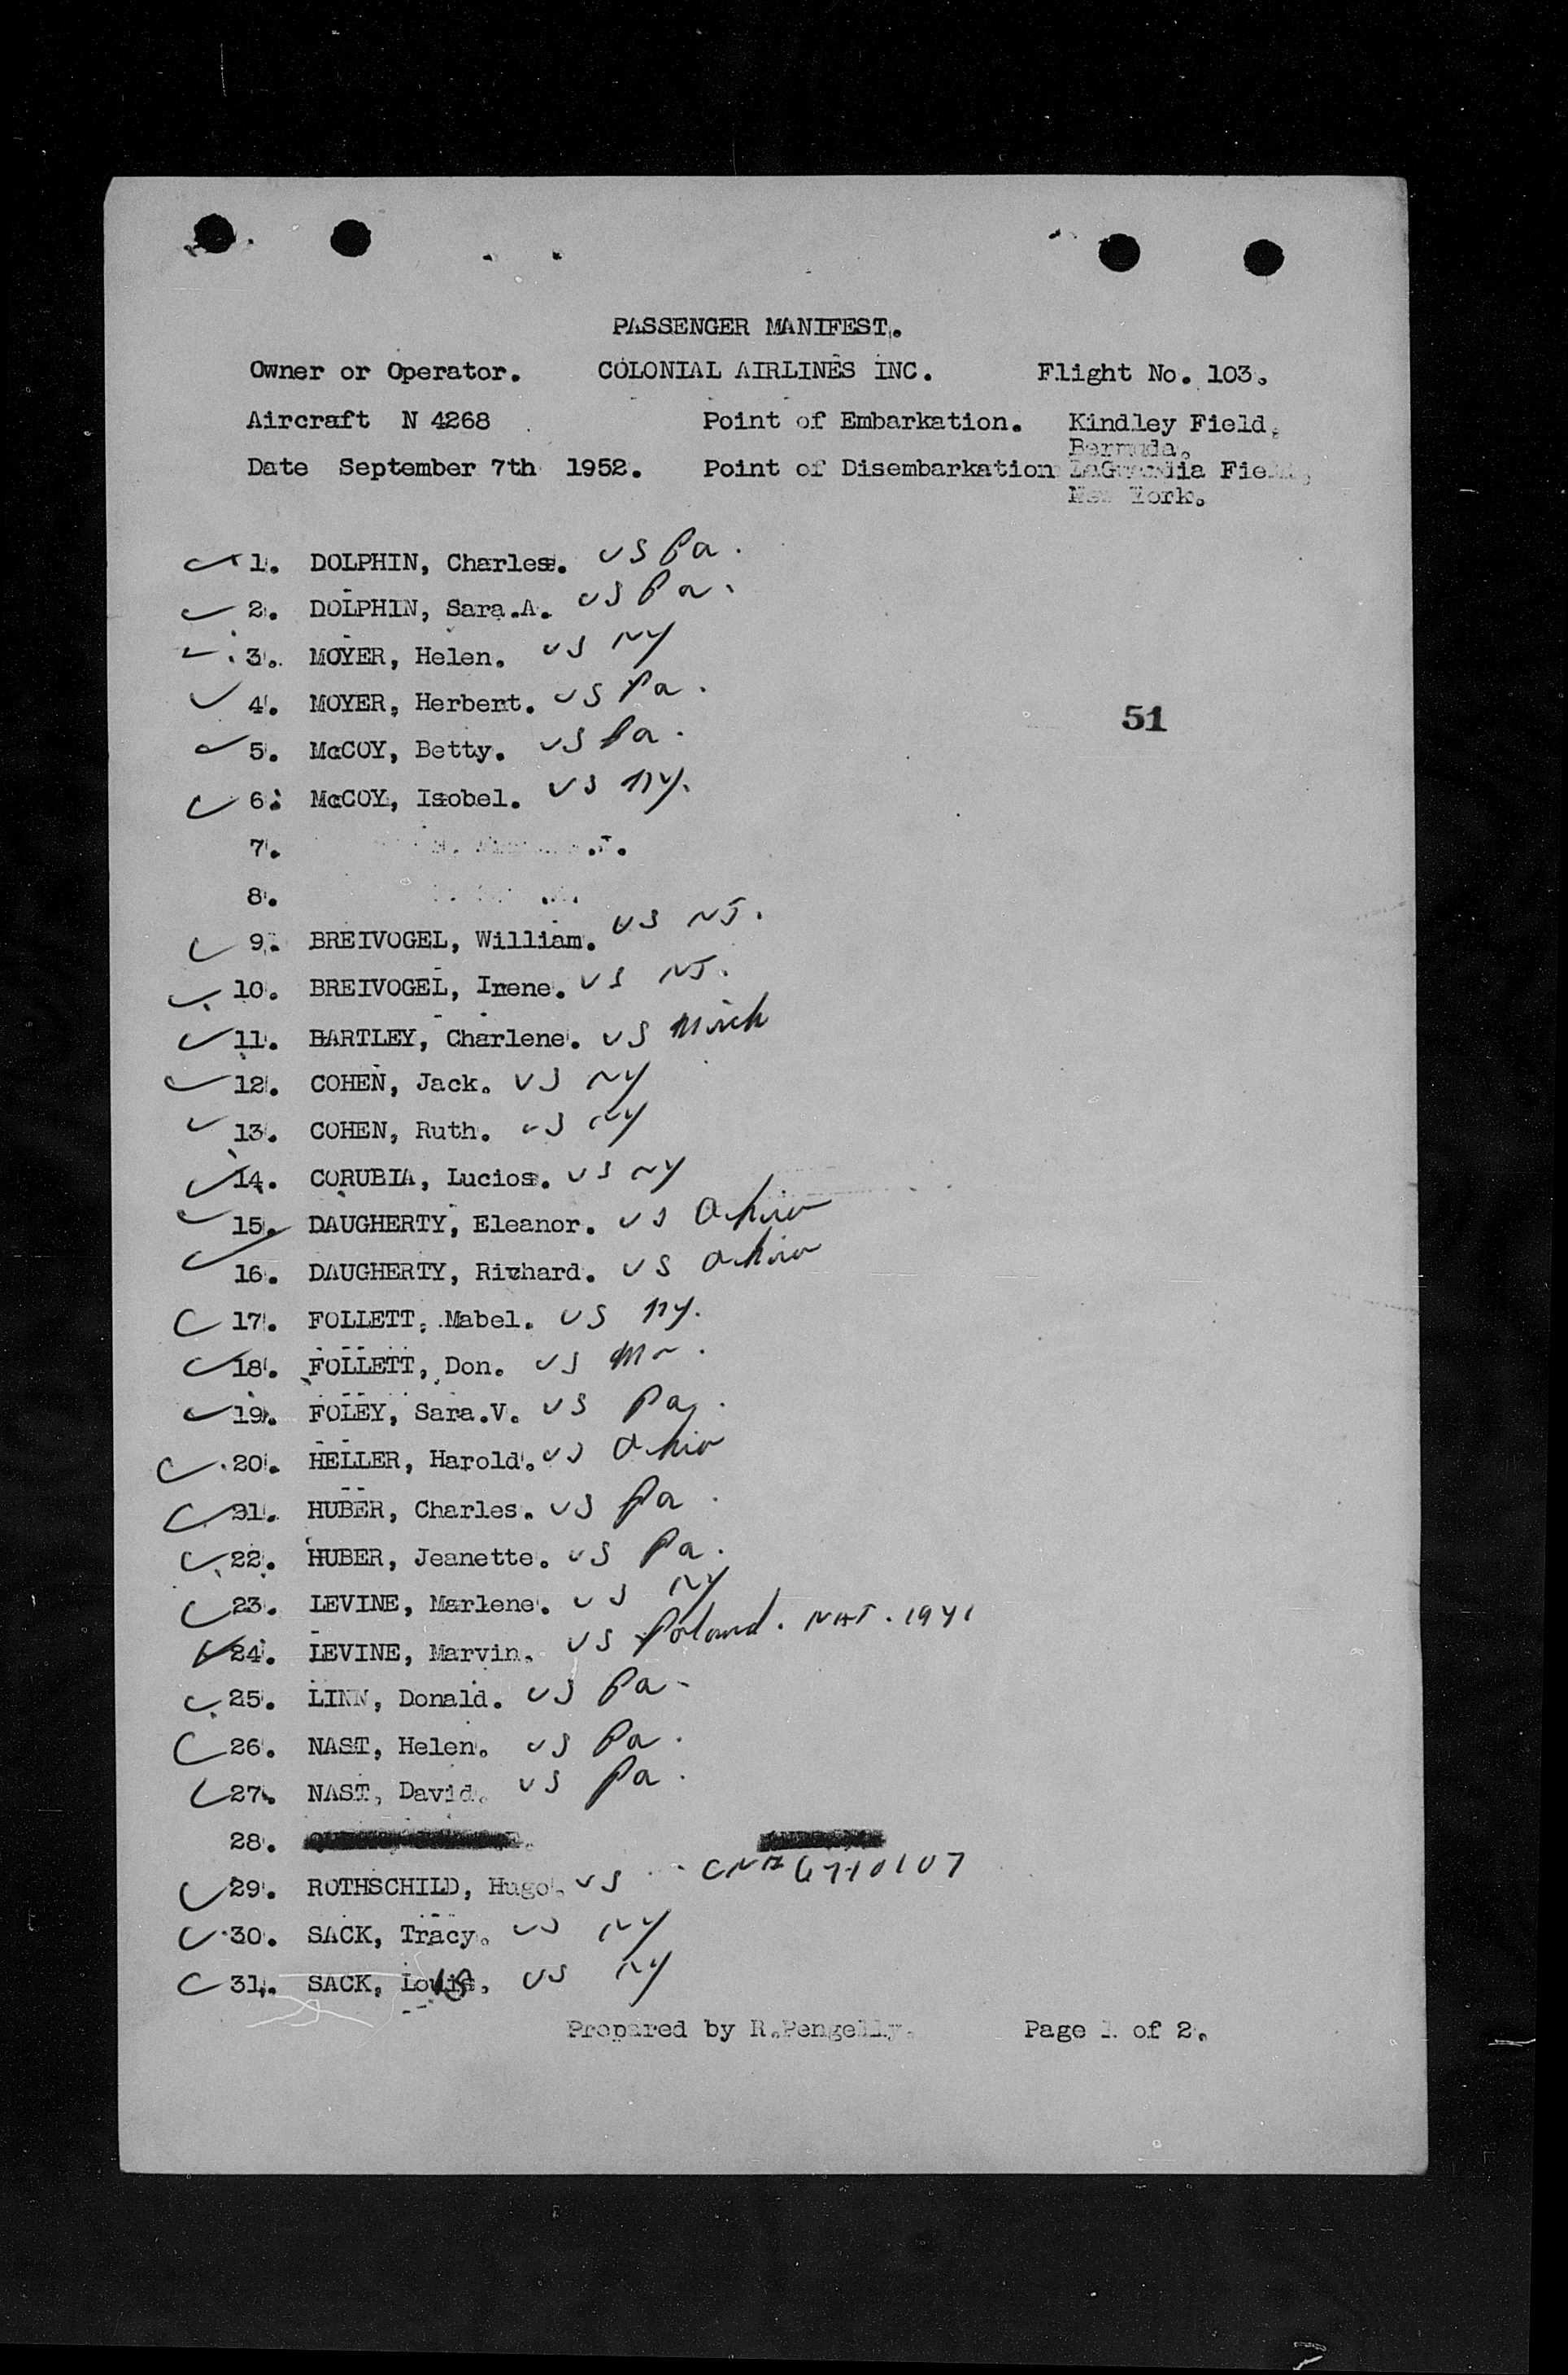 PASSENGER MANIFEST.
Owner or Operator. COLONIAL AIRLINES INC. Flight No. 103.
Aircraft N 4268 Point of Embarkation. Kindley Field,
Bermuda.
Date September 7th 1952. Point of Disembarkation LaGuardia Field,
New York.
1. DOLPHIN, Charles. US Pa.
2. DOLPHIN, Sara.A. US Pa.
3. MOYER, Helen. US NY
4. MOYER, Herbert. US Pa.
51
5. McCOY, Betty. US Pa.
6. McCOY, Isobel. US NY.
7.
8.
9. BREIVOGEL, William. US NJ.
10. BREIVOGEL, Irene. US NJ.
11. BARTLEY, Charlene. US Mich
12. COHEN, Jack. US NY
13. COHEN, Ruth. US NY
14. CORUBIA, Lucios. US NY
15. DAUGHERTY, Eleanor. US Ohio
16. DAUGHERTY, Richard. US Ohio
17. FOLLETT, Mabel. US NY.
18. FOLLETT, Don. US
19. FOLEY, Sara.V. US Pa.
20. HELLER, Harold. US Ohio
21. HUBER, Charles. US Pa
22. HUBER, Jeanette. US Pa.
23. LEVINE, Marlene. US NY
24. LEVINE, Marvin. US Poland. NAT. 1941
25. LINN, Donald. US Pa
26. NAST, Helen. US Pa.
27. NAST, David. US Pa.
28.
29. ROTHSCHILD, Hugo. US
30. SACK, Tracy. US NY
31. SACK, Louis. US NY
Prepared by R.Pengelly. Page 1 of 2.